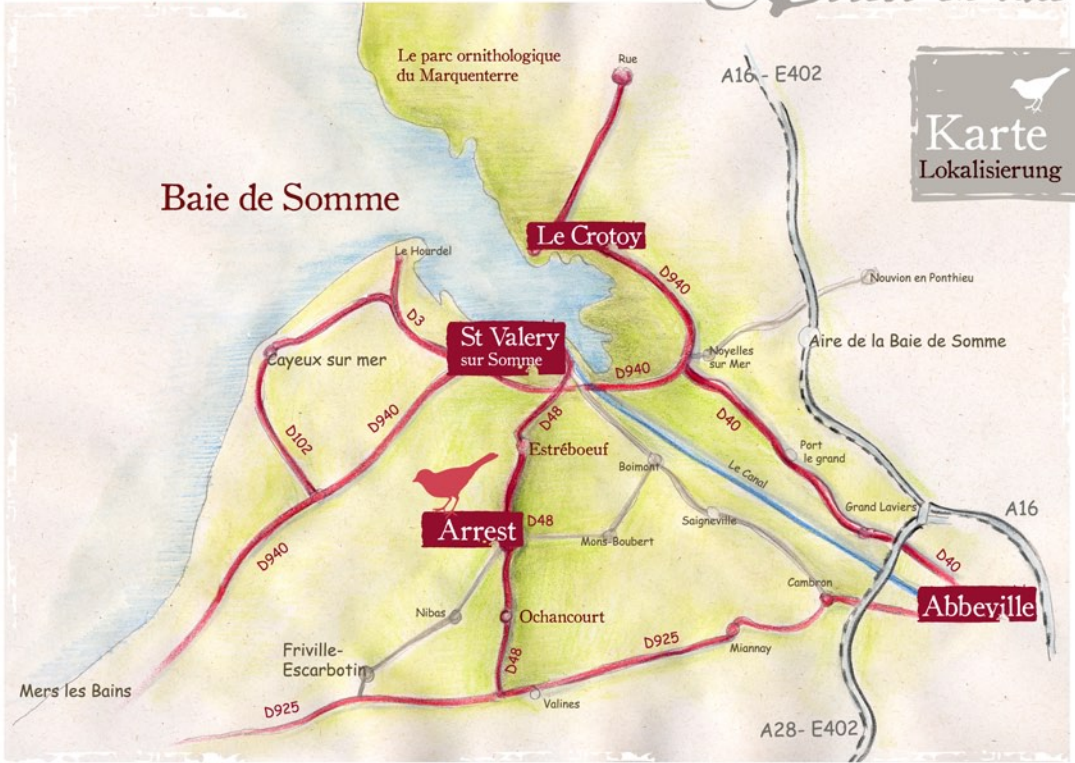 Le parc ornithologique
du Marquenterre
Rue
A16 - E402
Karte
Lokalisierung
Baie de Somme
Le Crotoy
Le Hourdel
D940
Nouvion en Ponthieu
D3
St Valery
sur Somme
Aire de la Baie de Somme
Noyelles
sur Mer
Cayeux sur mer
D940
D940
D102
D48
D40
Estréboeuf
Boimont
Le Canal
Port
le grand
Arrest
D48
Mons-Boubert
Saigneville
Grand Laviers
A16
D940
D40
Cambron
Abbeville
Nibas
Ochancourt
D925
Miannay
Friville-
Escarbotin
D48
Mers les Bains
D925
Valines
A28- E402